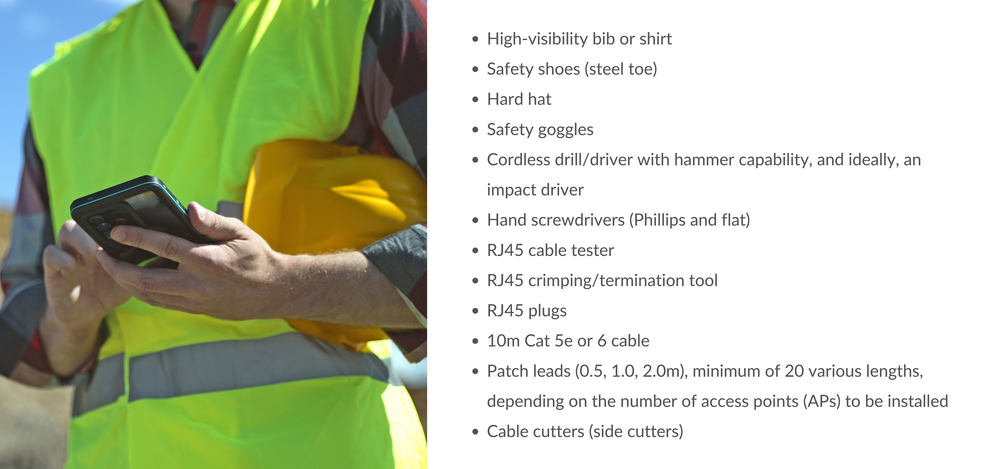 • High-visibility bib or shirt
• Safety shoes (steel toe)
• Hard hat
• Safety goggles
• Cordless drill/driver with hammer capability, and ideally, an
impact driver
• Hand screwdrivers (Phillips and flat)
• RJ45 cable tester
• RJ45 crimping/termination tool
• RJ45 plugs
• 10m Cat 5e or 6 cable
• Patch leads (0.5, 1.0, 2.0m), minimum of 20 various lengths,
depending on the number of access points (APs) to be installed
• Cable cutters (side cutters)